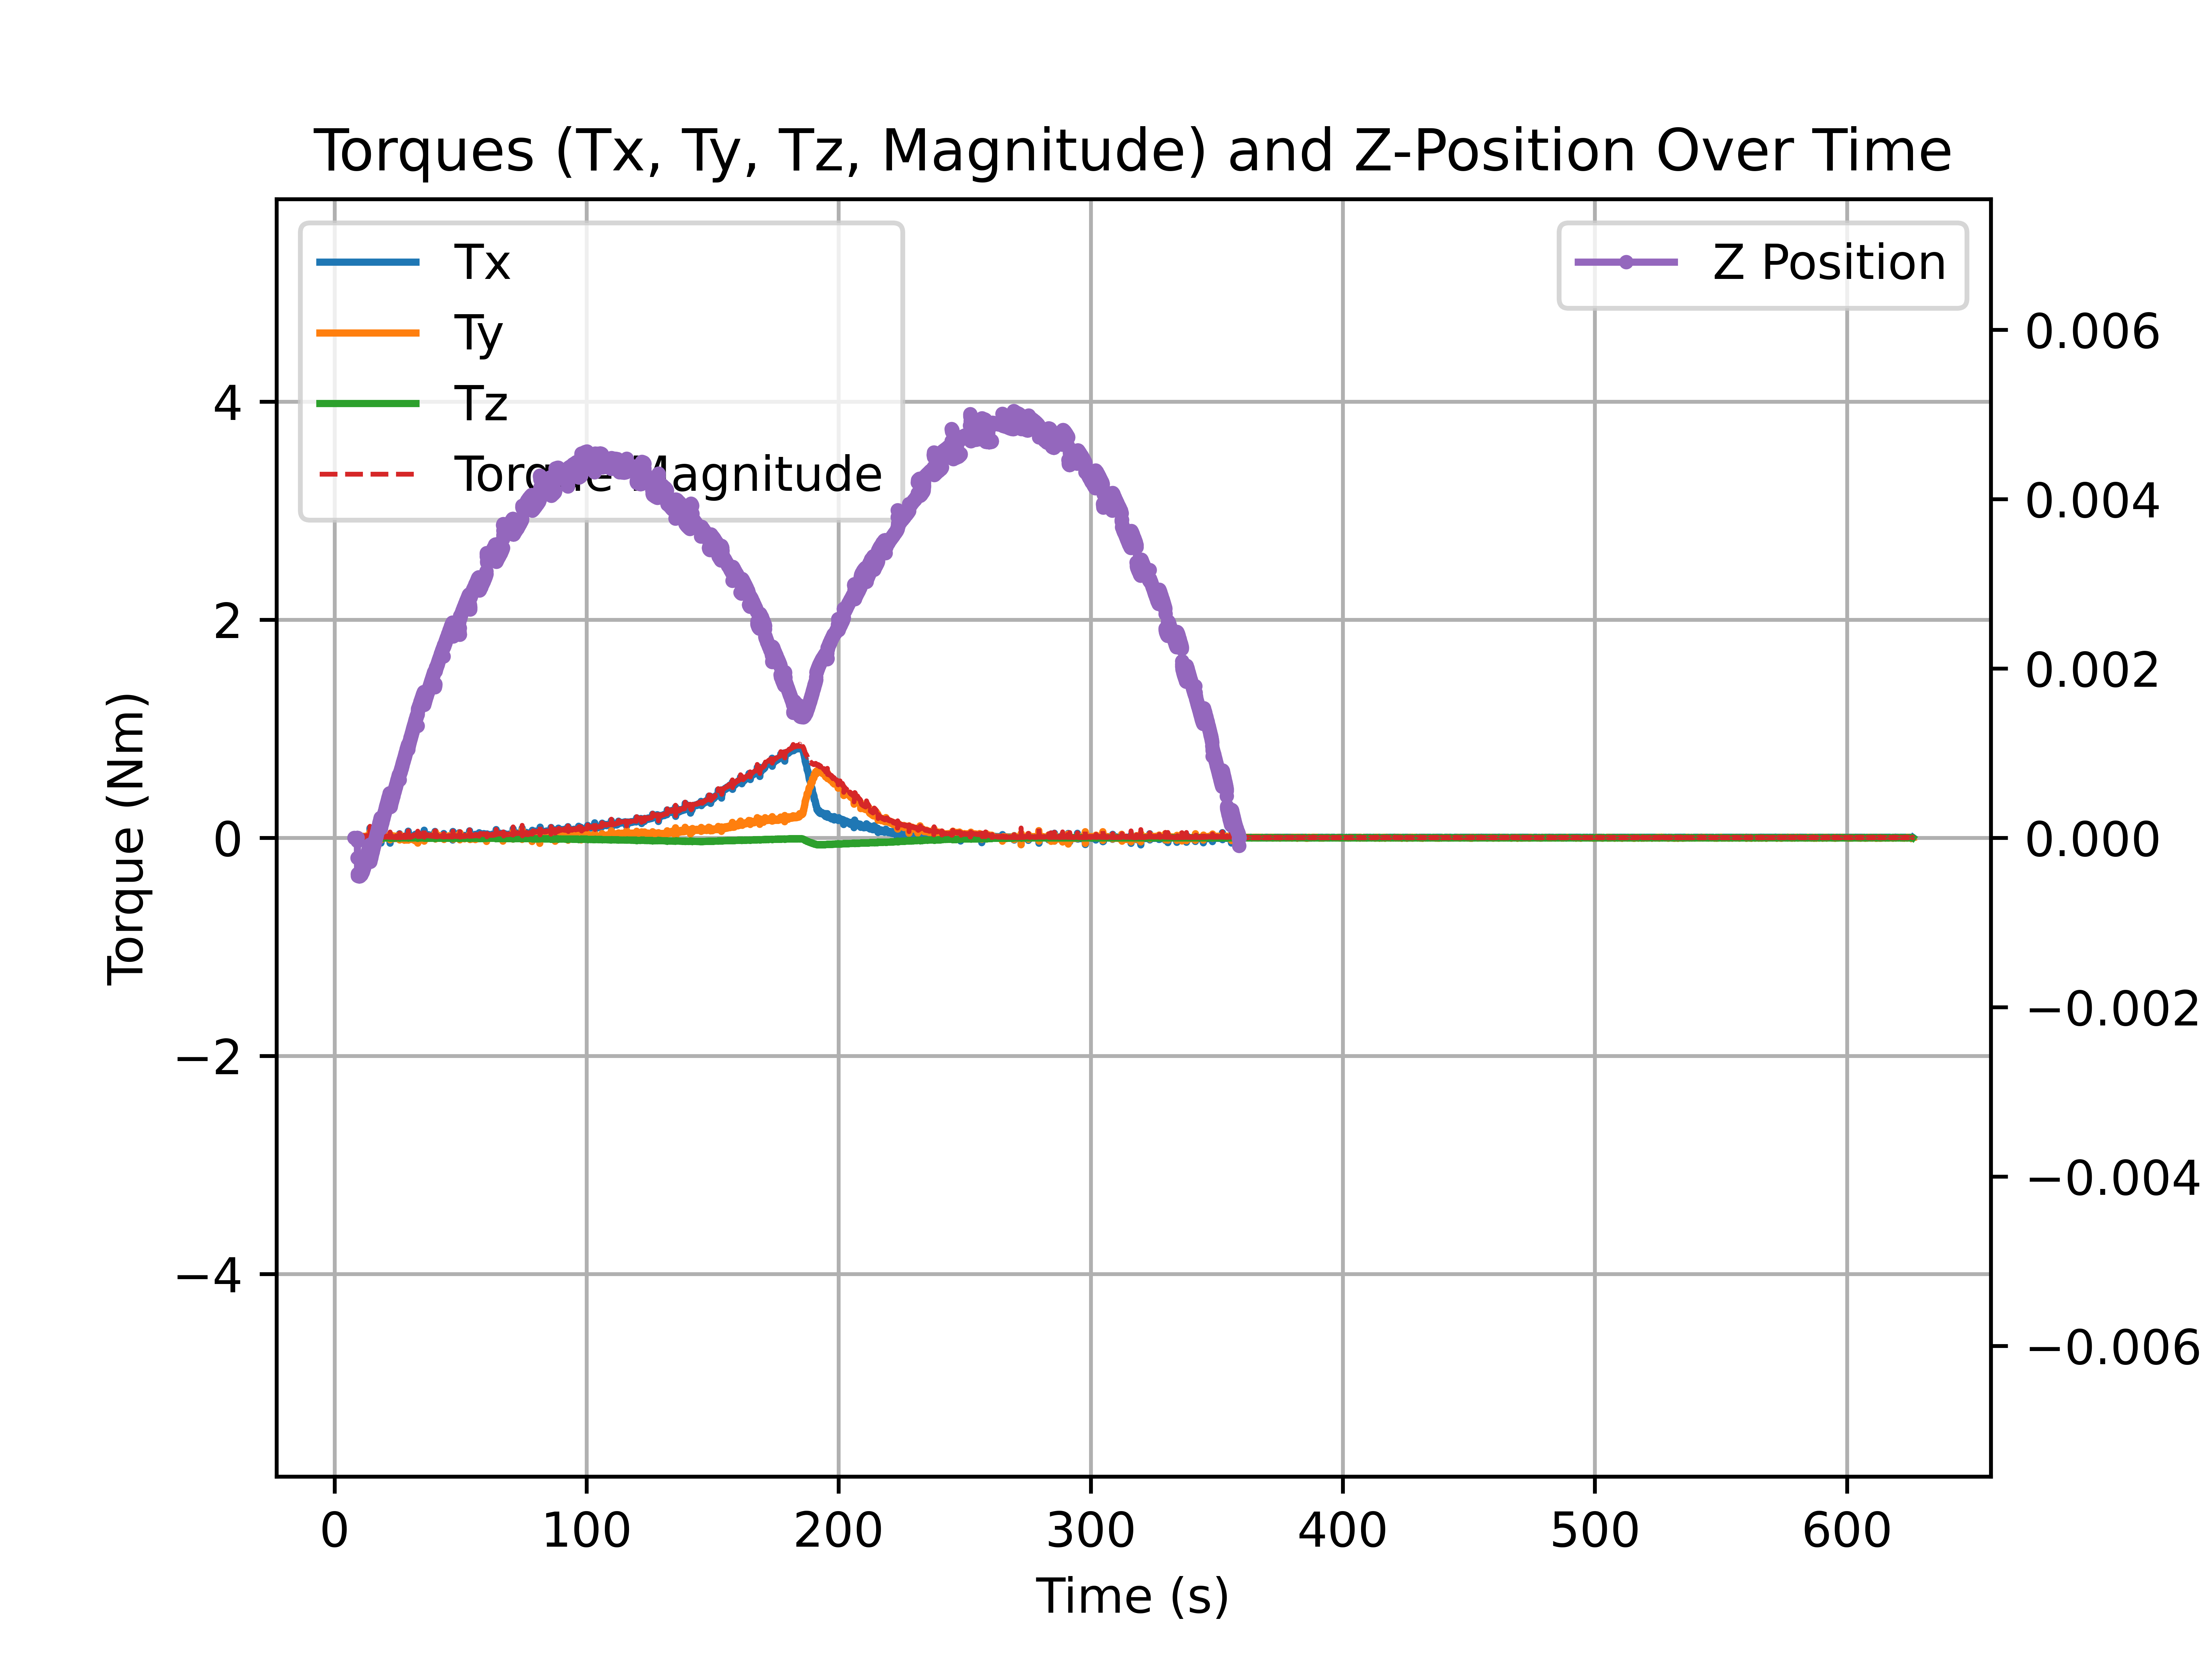 Torques (Tx, Ty, Tz, Magnitude) and Z-Position Over Time
Tx
Ty
Tz
Torque Magnitude
Z Position
Torque (Nm)
4
2
0
−2
−4
0.006
0.004
0.002
0.000
−0.002
−0.004
−0.006
0 100 200 300 400 500 600
Time (s)